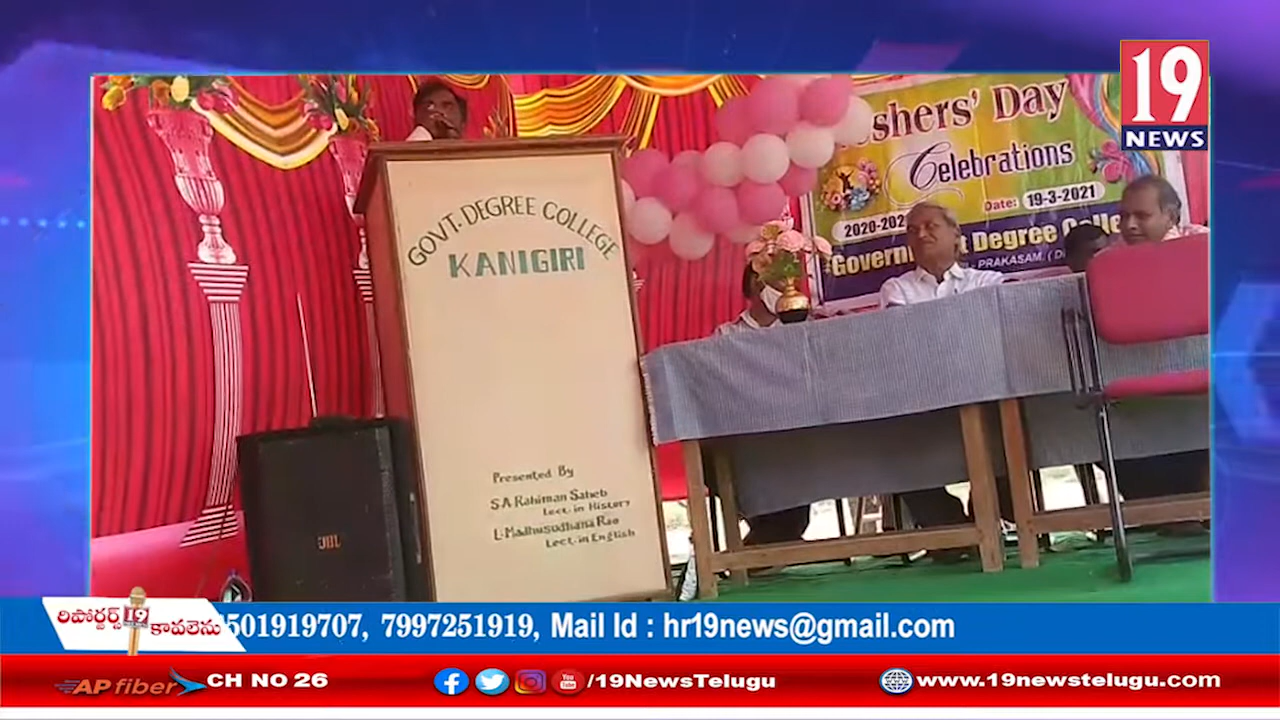 19
NEWS
shers' Day
Celebrations
Date: 19-3-2021
2020-202
Degree Colle
PRAKASAM. (D
GOVT. DEGREE COLLEGE
KANIGIRI
Presented By
S.A. Rahiman Saheb
Lect. in History
L. Madhusudhana Rao
Lect. in English
JBL
రిపోర్టర్స్ 19
కావలెను
501919707, 7997251919, Mail Id : hr19news@gmail.com
AP fiber CH NO 26
/19NewsTelugu
www.19newstelugu.com